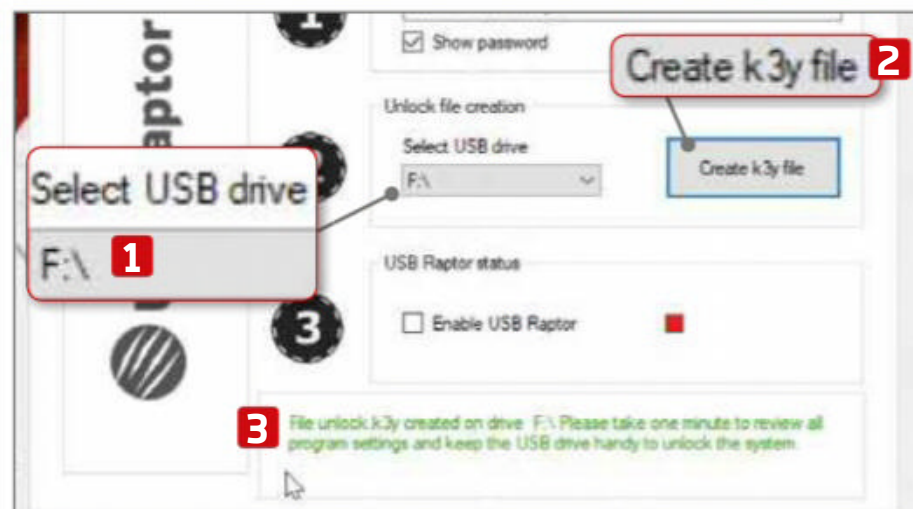 1
Show password
Create k3y file 2
Unlock file creation
Select USB drive
F:\
Create k3y file
Select USB drive
F:\ 1
USB Raptor status
3
Enable USB Raptor
3
File unlock.k3y created on drive F:\ Please take one minute to review all
program settings and keep the USB drive handy to unlock the system